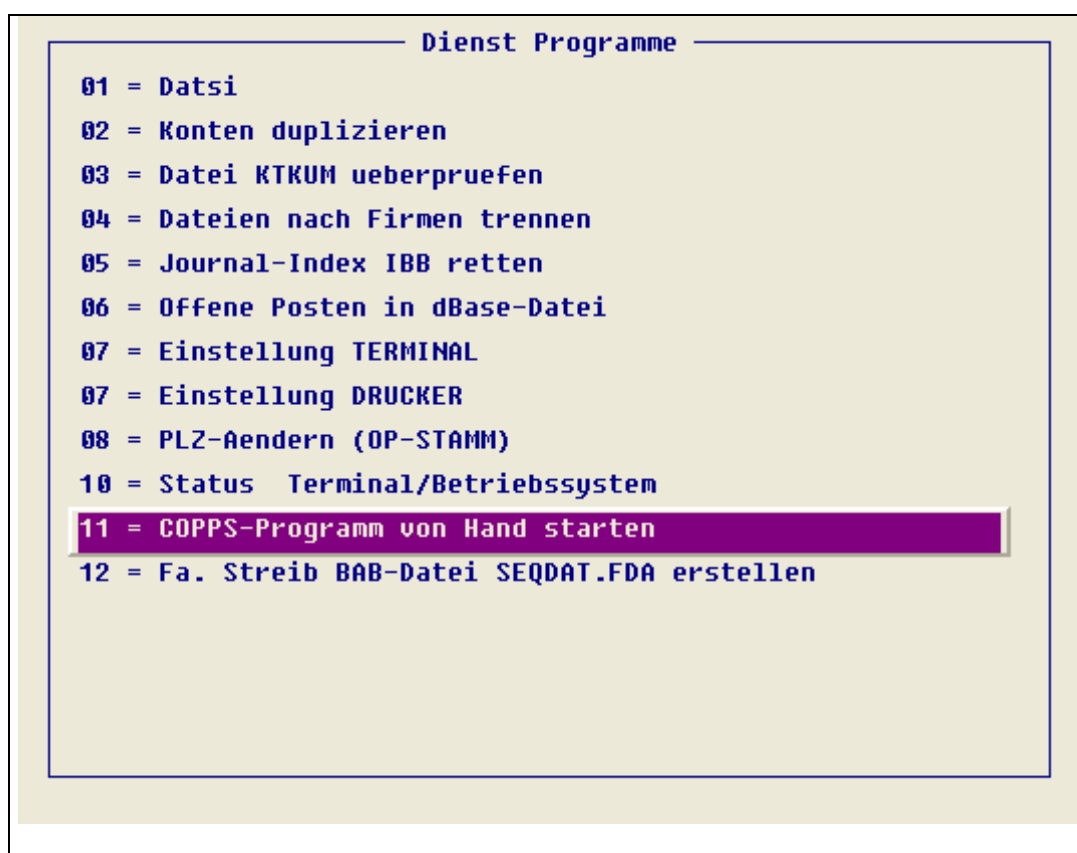 Dienst Programme
01 = Datsi
02 = Konten duplizieren
03 = Datei KTKUM ueberpruefen
04 = Dateien nach Firmen trennen
05 = Journal-Index IBB retten
06 = Offene Posten in dBase-Datei
07 = Einstellung TERMINAL
07 = Einstellung DRUCKER
08 = PLZ-Aendern (OP-STAMM)
10 = Status  Terminal/Betriebssystem
11 = COPPS-Programm von Hand starten
12 = Fa. Streib BAB-Datei SEQDAT.FDA erstellen